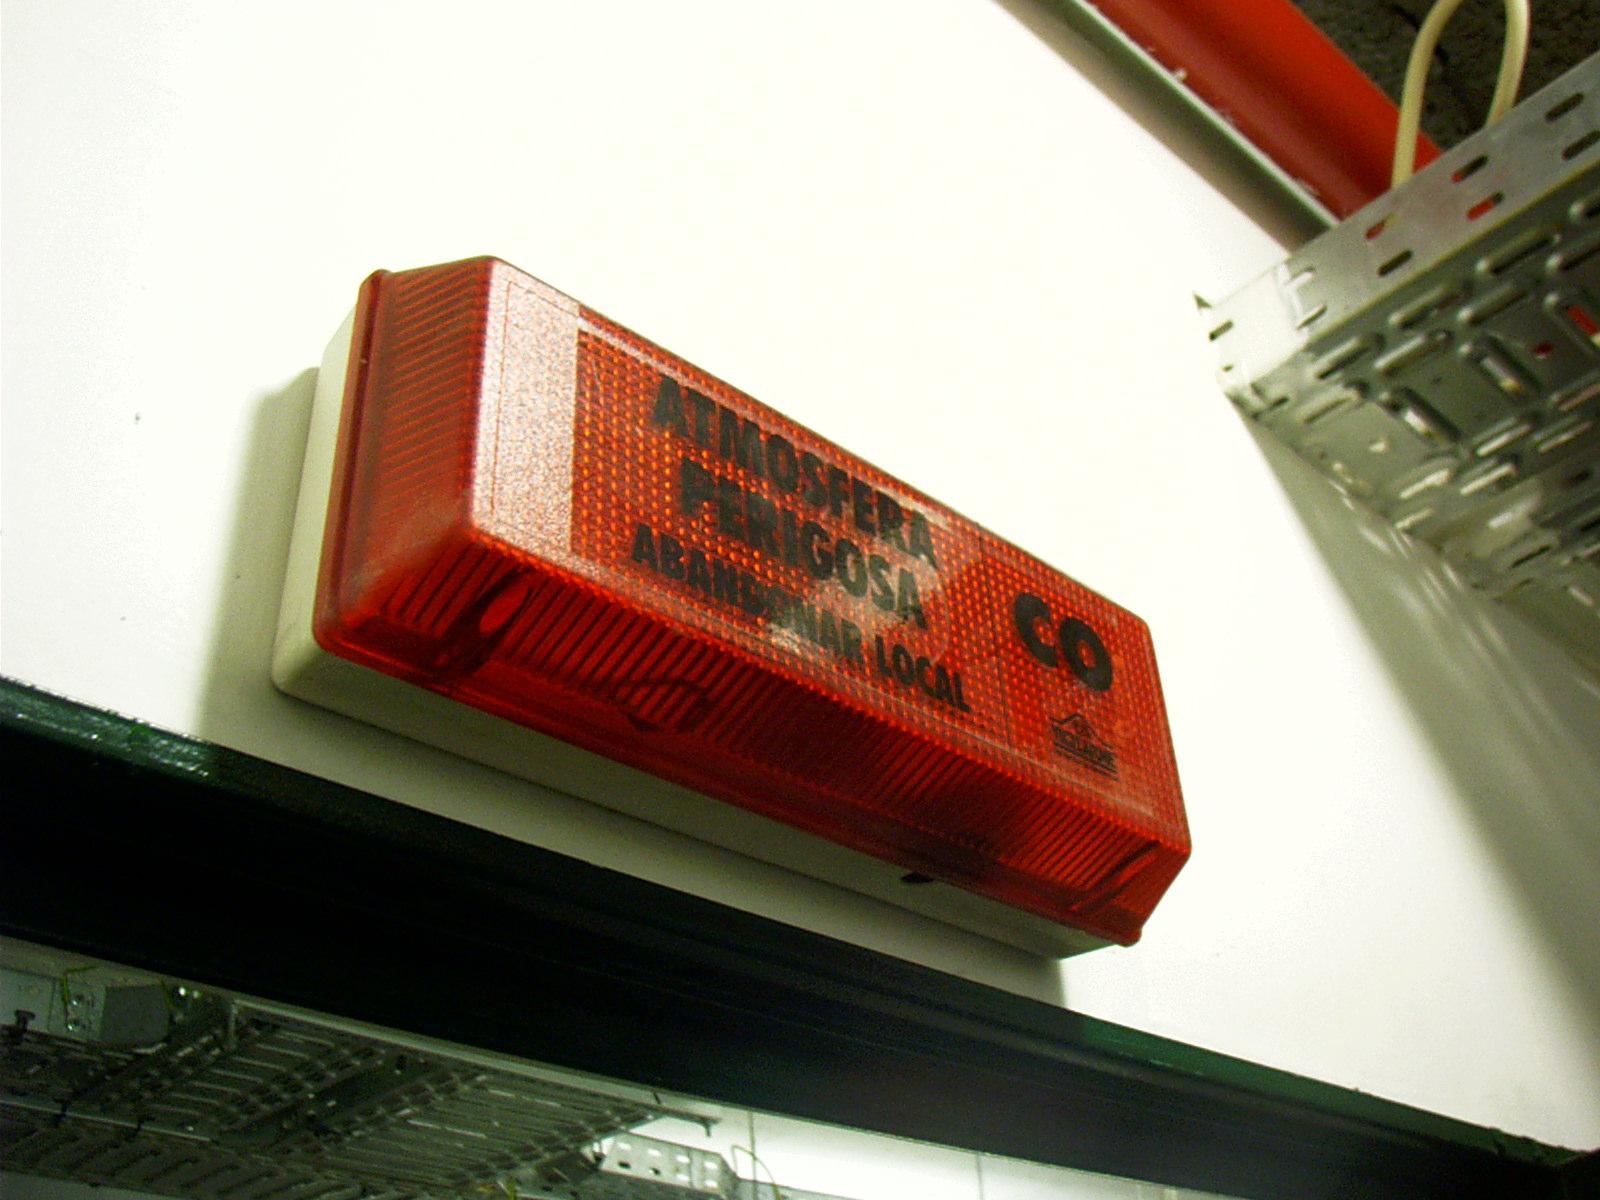 ATMOSFERA
PERIGOSA
ABANDONAR LOCAL
CO